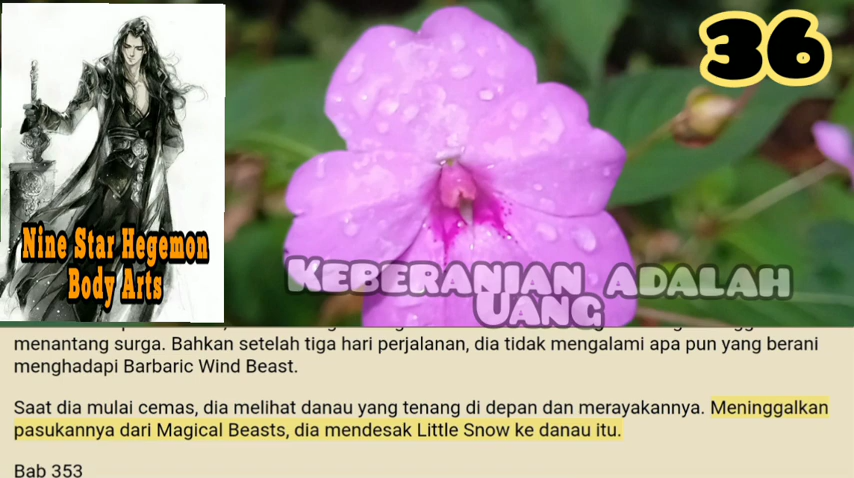 36
Nine Star Hegemon
Body Arts
KEBERANIAN ADALAH
UANG
menantang surga. Bahkan setelah tiga hari perjalanan, dia tidak mengalami apa pun yang berani
menghadapi Barbaric Wind Beast.
Saat dia mulai cemas, dia melihat danau yang tenang di depan dan merayakannya. Meninggalkan
pasukannya dari Magical Beasts, dia mendesak Little Snow ke danau itu.
Bab 353